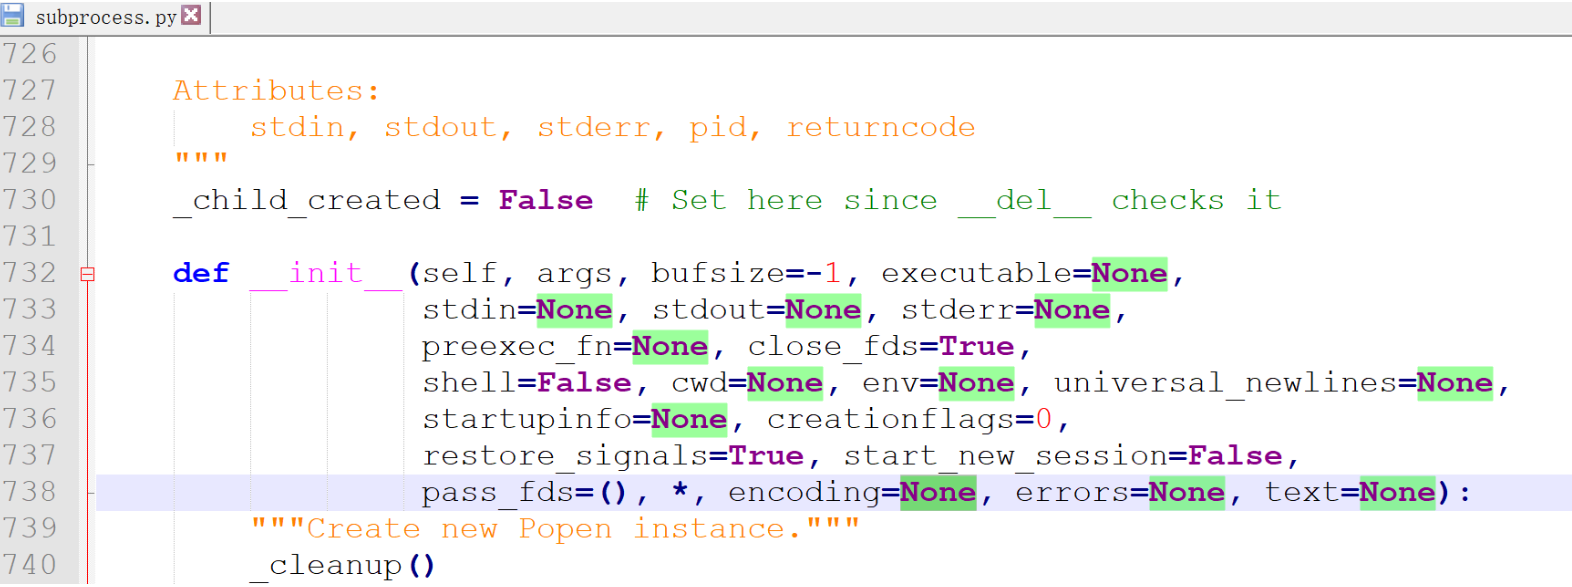 subprocess.py
726
727 Attributes:
728 stdin, stdout, stderr, pid, returncode
729 """
730 _child_created = False  # Set here since __del__ checks it
731
732 def __init__(self, args, bufsize=-1, executable=None,
733 stdin=None, stdout=None, stderr=None,
734 preexec_fn=None, close_fds=True,
735 shell=False, cwd=None, env=None, universal_newlines=None,
736 startupinfo=None, creationflags=0,
737 restore_signals=True, start_new_session=False,
738 pass_fds=(), *, encoding=None, errors=None, text=None):
739 """Create new Popen instance."""
740 _cleanup()